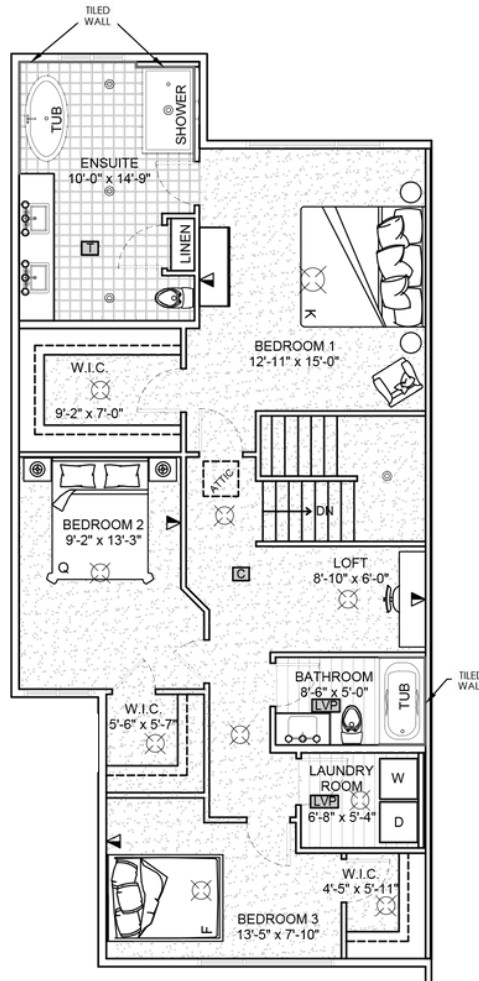 TILED
WALL
TUB
SHOWER
ENSUITE
10'-0" x 14'-9"
LINEN
T
K
BEDROOM 1
12'-11" x 15'-0"
W.I.C.
9'-2" x 7'-0"
ATTIC
DN
BEDROOM 2
9'-2" x 13'-3"
Q
C
LOFT
8'-10" x 6'-0"
BATHROOM
8'-6" x 5'-0"
LVP
TUB
TILED
WALL
W.I.C.
5'-6" x 5'-7"
LAUNDRY
ROOM
LVP
6'-8" x 5'-4"
W
D
W.I.C.
4'-5" x 5'-11"
F
BEDROOM 3
13'-5" x 7'-10"